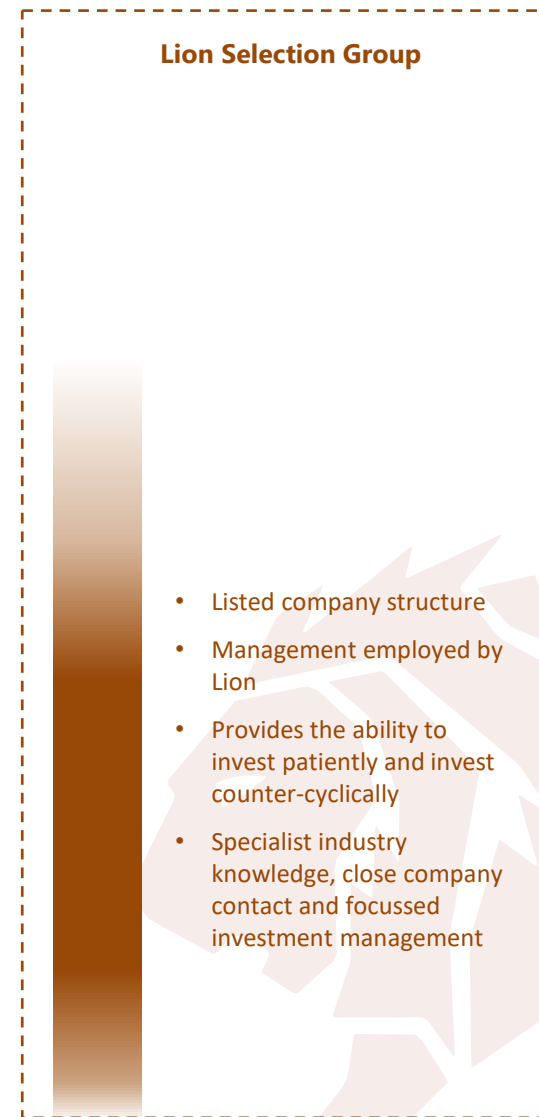 Lion Selection Group
• Listed company structure
• Management employed by
Lion
• Provides the ability to
invest patiently and invest
counter-cyclically
• Specialist industry
knowledge, close company
contact and focussed
investment management